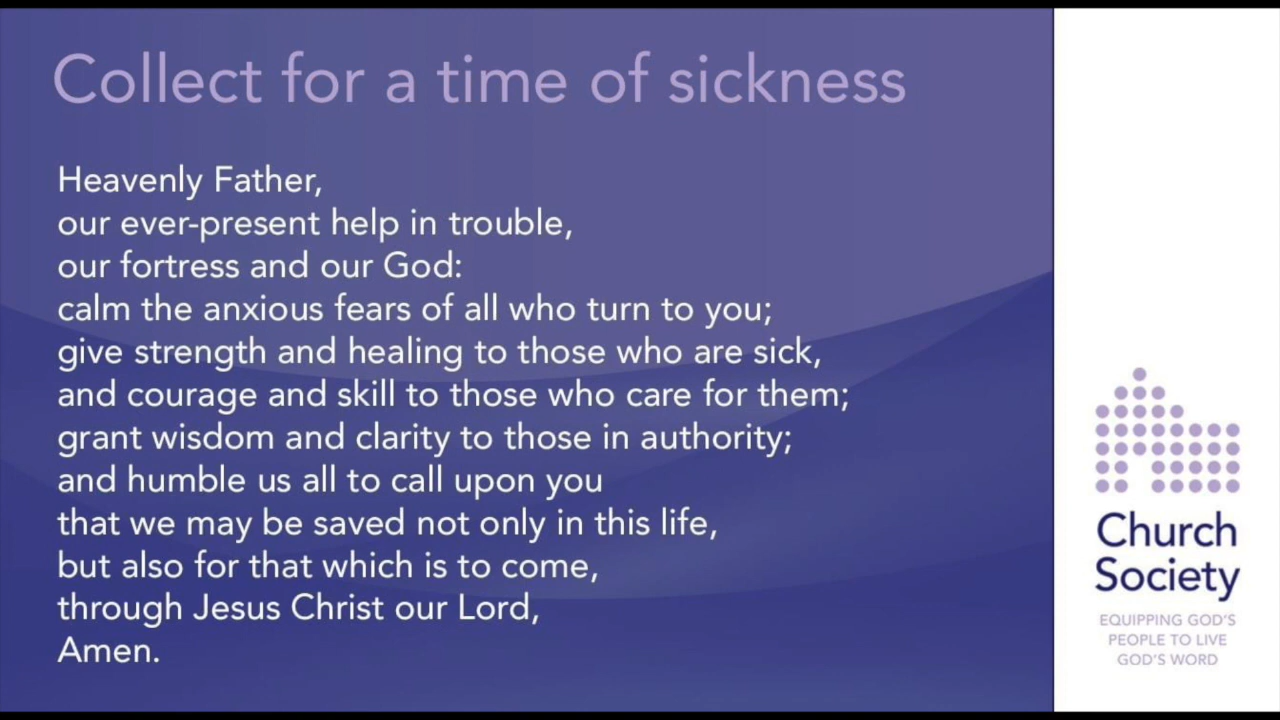 Collect for a time of sickness
Heavenly Father,
our ever-present help in trouble,
our fortress and our God:
calm the anxious fears of all who turn to you;
give strength and healing to those who are sick,
and courage and skill to those who care for them;
grant wisdom and clarity to those in authority;
and humble us all to call upon you
that we may be saved not only in this life,
but also for that which is to come,
through Jesus Christ our Lord,
Amen.
Church
Society
EQUIPPING GOD'S
PEOPLE TO LIVE
GOD'S WORD